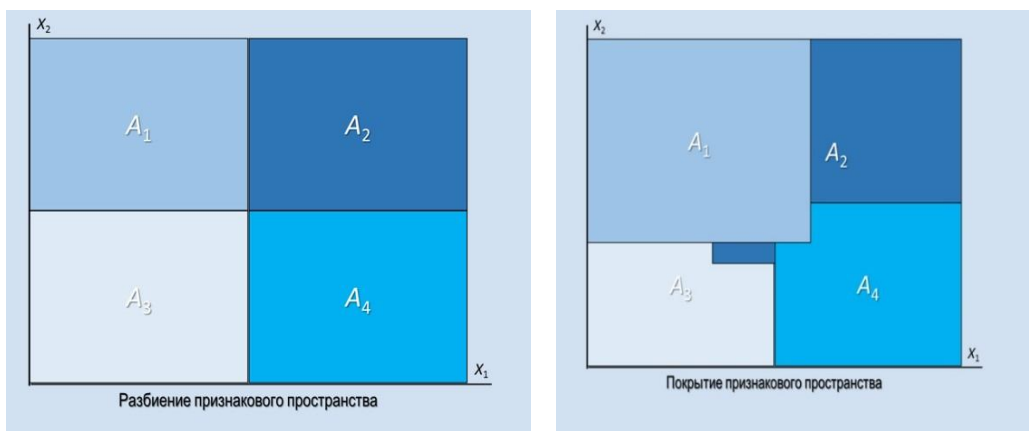 X₂
A₁
A₂
A₃
A₄
X₁
Разбиение признакового пространства
X₂
A₁
A₂
A₃
A₄
X₁
Покрытие признакового пространства